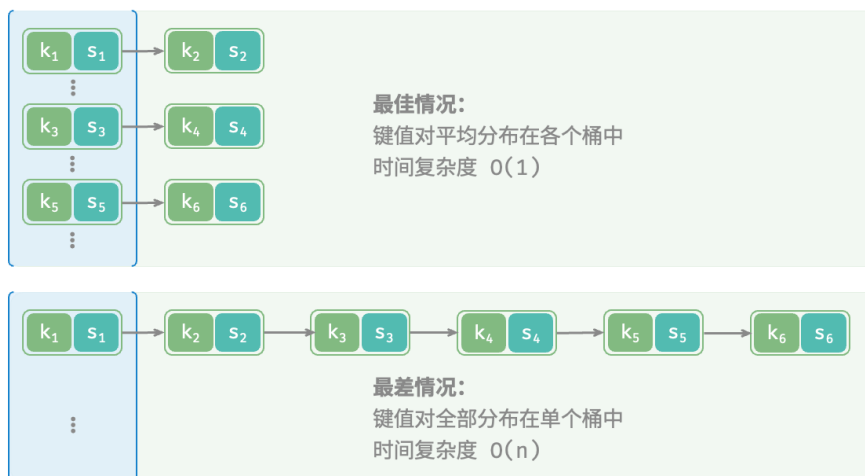 k₁ s₁ k₂ s₂
k₃ s₃ k₄ s₄
k₅ s₅ k₆ s₆
最佳情况：
键值对平均分布在各个桶中
时间复杂度 O(1)
k₁ s₁ k₂ s₂ k₃ s₃ k₄ s₄ k₅ s₅ k₆ s₆
最差情况：
键值对全部分布在单个桶中
时间复杂度 O(n)